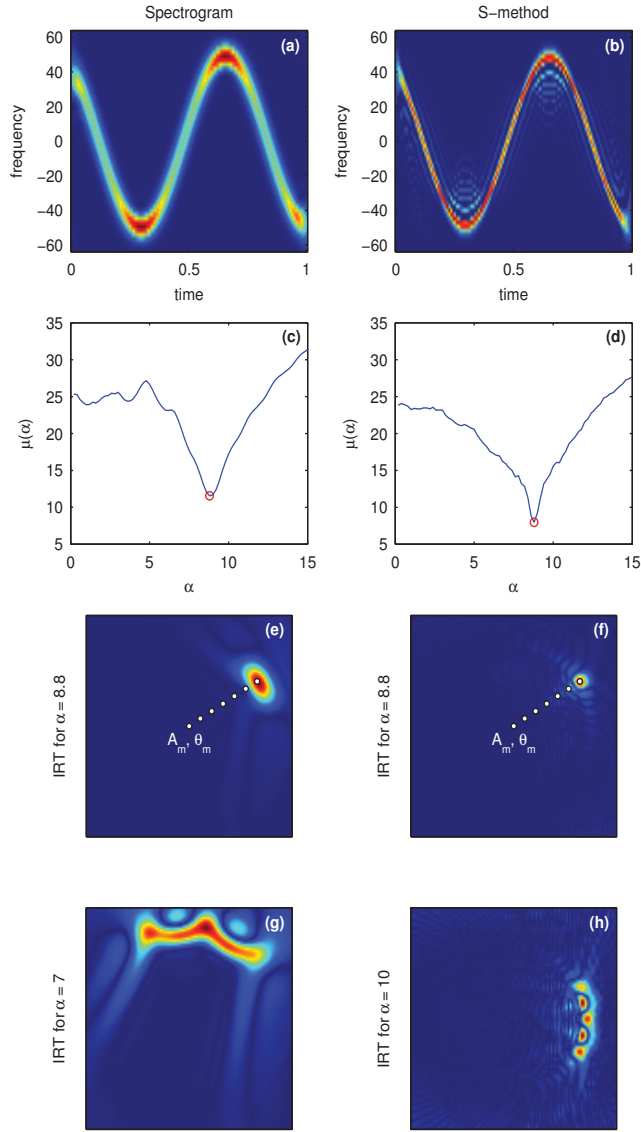 Spectrogram
S-method
(a)
60
40
20
0
−20
−40
−60
frequency
0
0.5
1
time
(b)
60
40
20
0
−20
−40
−60
frequency
0
0.5
1
time
(c)
35
30
25
20
15
10
5
μ(α)
0
5
10
15
α
(d)
35
30
25
20
15
10
5
μ(α)
0
5
10
15
α
(e)
IRT for α = 8.8
A_m, θ_m
(f)
IRT for α = 8.8
A_m, θ_m
(g)
IRT for α = 7
(h)
IRT for α = 10